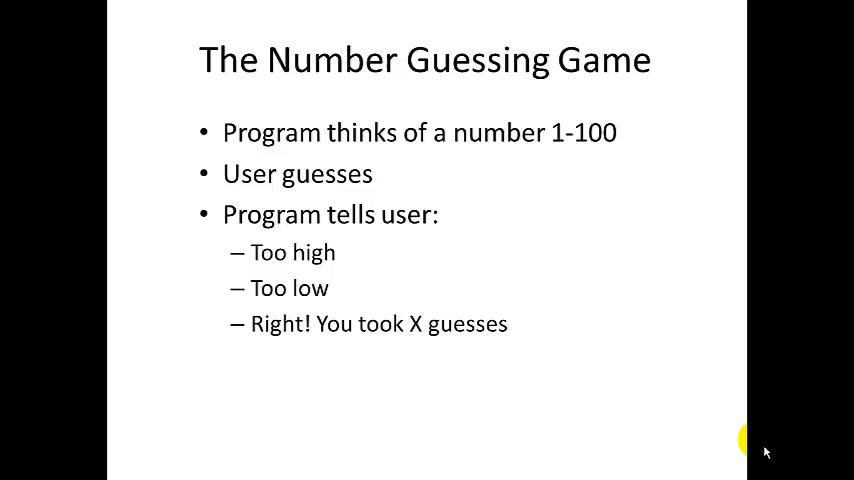 The Number Guessing Game
• Program thinks of a number 1-100
• User guesses
• Program tells user:
– Too high
– Too low
– Right! You took X guesses